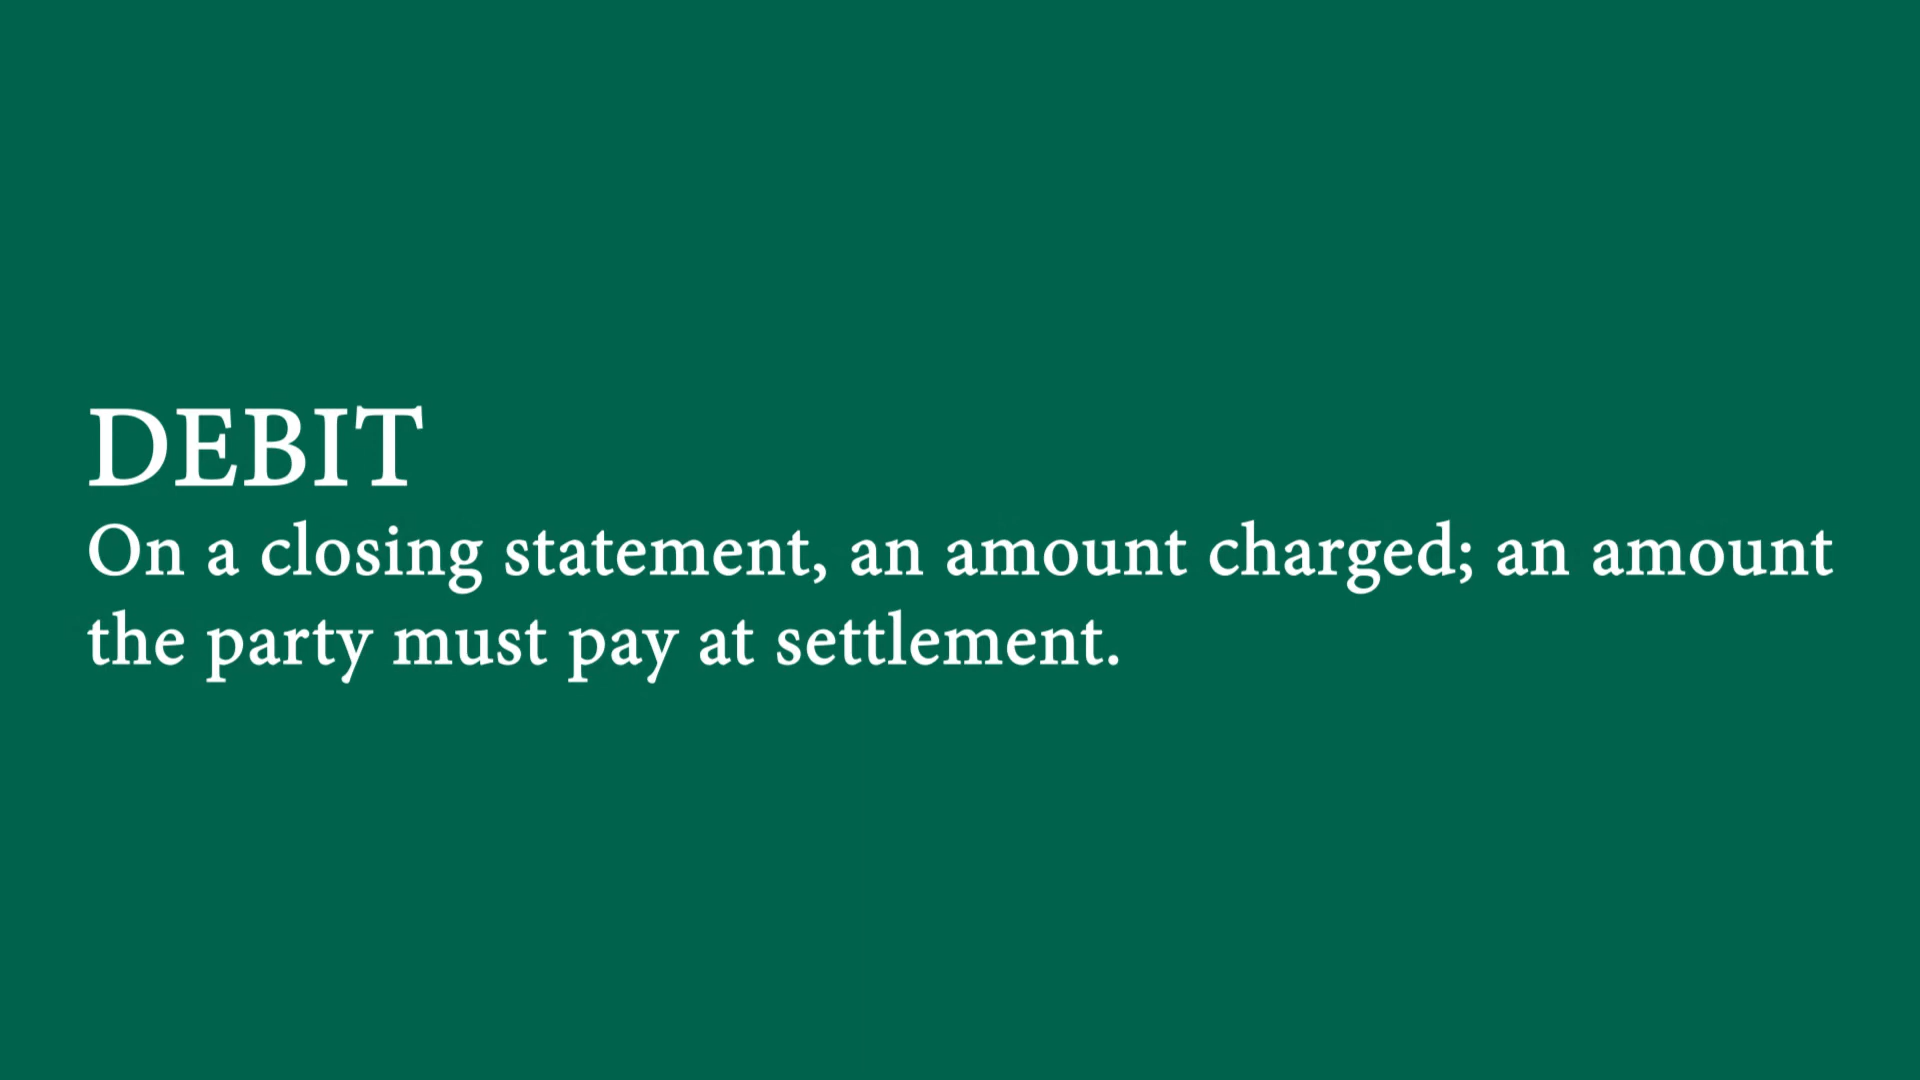 DEBIT
On a closing statement, an amount charged; an amount
the party must pay at settlement.